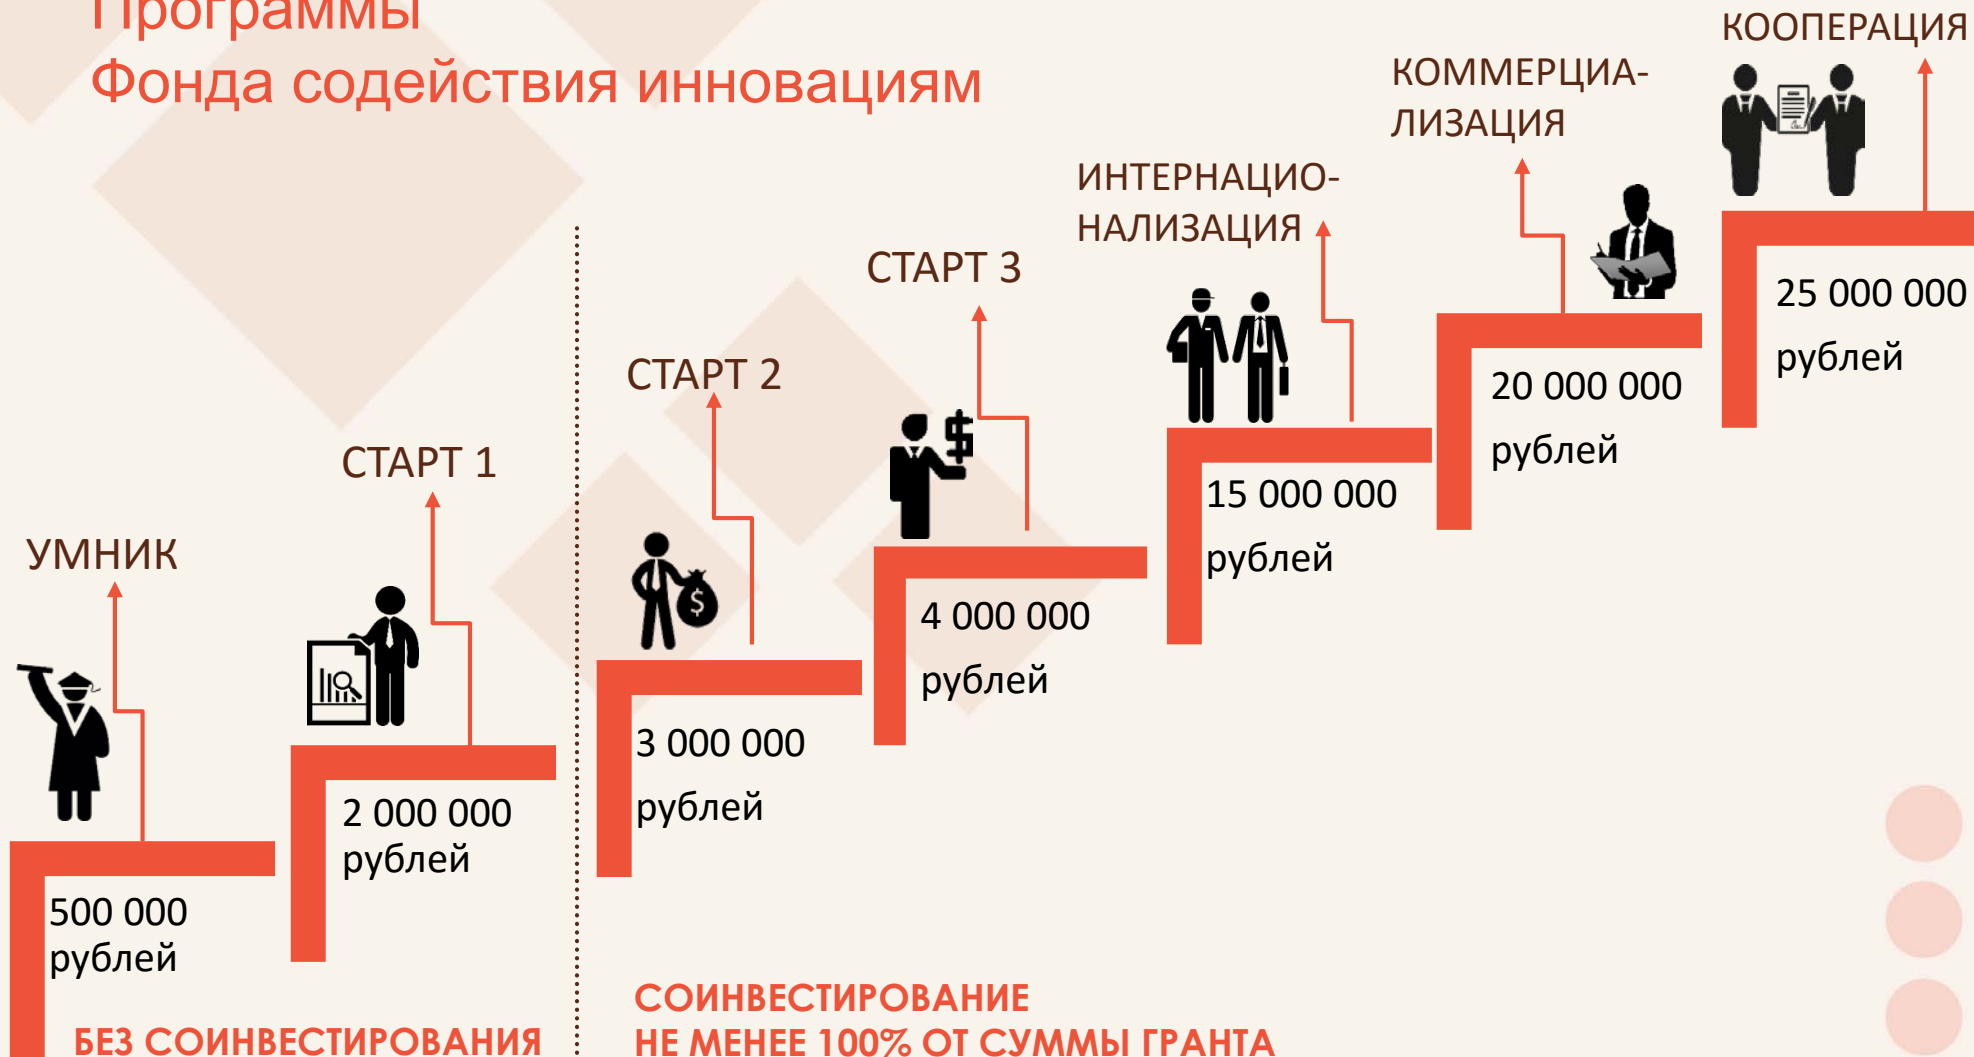 Программы
Фонда содействия инновациям
УМНИК
500 000
рублей
СТАРТ 1
2 000 000
рублей
СТАРТ 2
3 000 000
рублей
СТАРТ 3
4 000 000
рублей
ИНТЕРНАЦИО-
НАЛИЗАЦИЯ
15 000 000
рублей
КОММЕРЦИА-
ЛИЗАЦИЯ
20 000 000
рублей
КООПЕРАЦИЯ
25 000 000
рублей
БЕЗ СОИНВЕСТИРОВАНИЯ
СОИНВЕСТИРОВАНИЕ
НЕ МЕНЕЕ 100% ОТ СУММЫ ГРАНТА